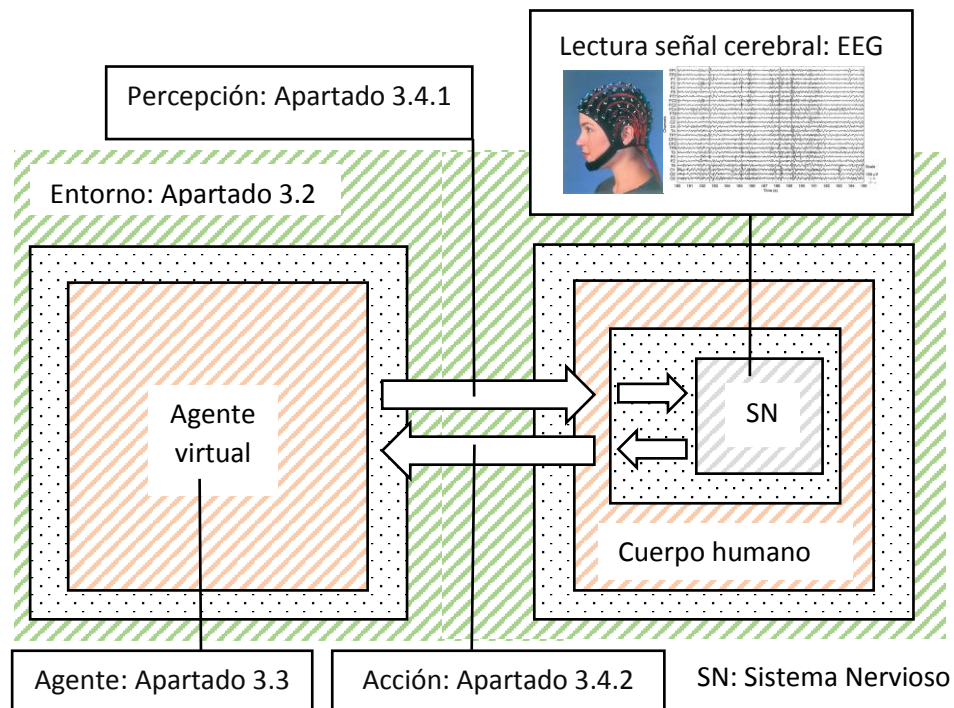 Lectura señal cerebral: EEG
Percepción: Apartado 3.4.1
Entorno: Apartado 3.2
Agente
virtual
SN
Cuerpo humano
Agente: Apartado 3.3
Acción: Apartado 3.4.2
SN: Sistema Nervioso